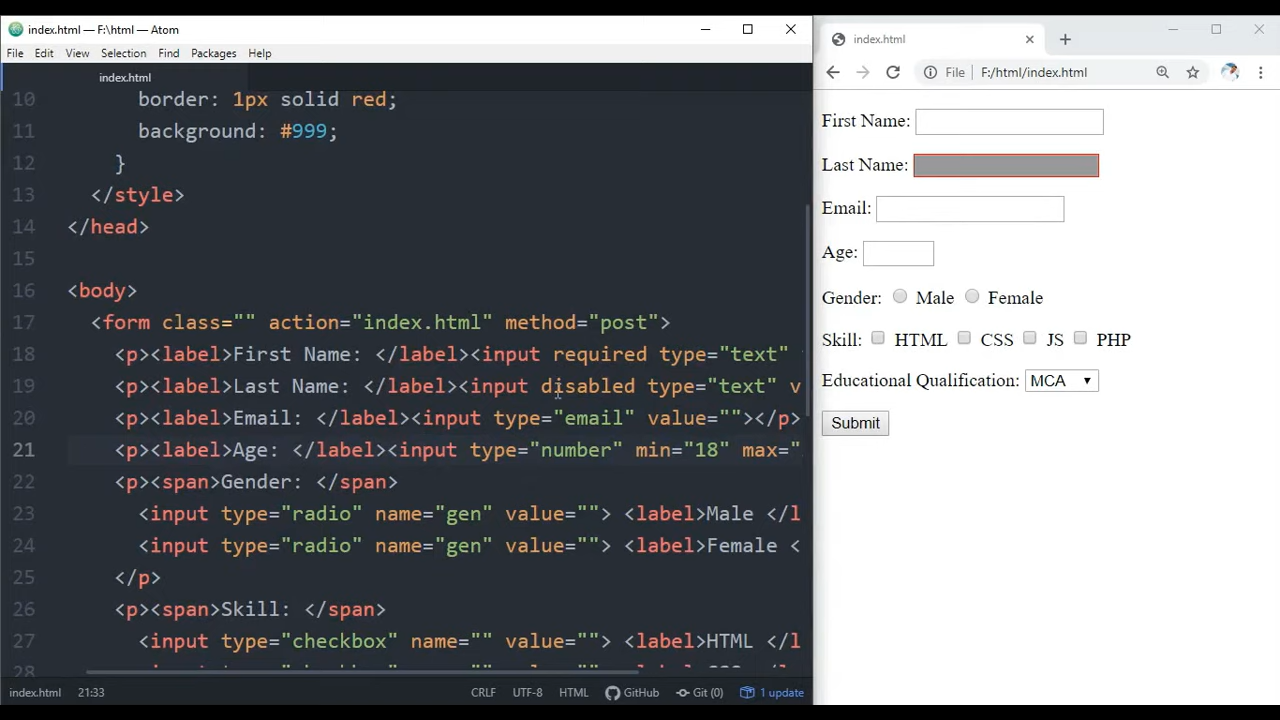 index.html — F:\html — Atom
File Edit View Selection Find Packages Help
index.html
10 border: 1px solid red;
11 background: #999;
12 }
13 </style>
14 </head>
15
16 <body>
17 <form class="" action="index.html" method="post">
18 <p><label>First Name: </label><input required type="text"
19 <p><label>Last Name: </label><input disabled type="text" v
20 <p><label>Email: </label><input type="email" value=""></p>
21 <p><label>Age: </label><input type="number" min="18" max="
22 <p><span>Gender: </span>
23 <input type="radio" name="gen" value=""> <label>Male </l
24 <input type="radio" name="gen" value=""> <label>Female <
25 </p>
26 <p><span>Skill: </span>
27 <input type="checkbox" name="" value=""> <label>HTML </l
28
index.html 21:33 CRLF UTF-8 HTML GitHub Git (0) 1 update
index.html
File F:/html/index.html
First Name:
Last Name:
Email:
Age:
Gender: Male Female
Skill: HTML CSS JS PHP
Educational Qualification: MCA
Submit